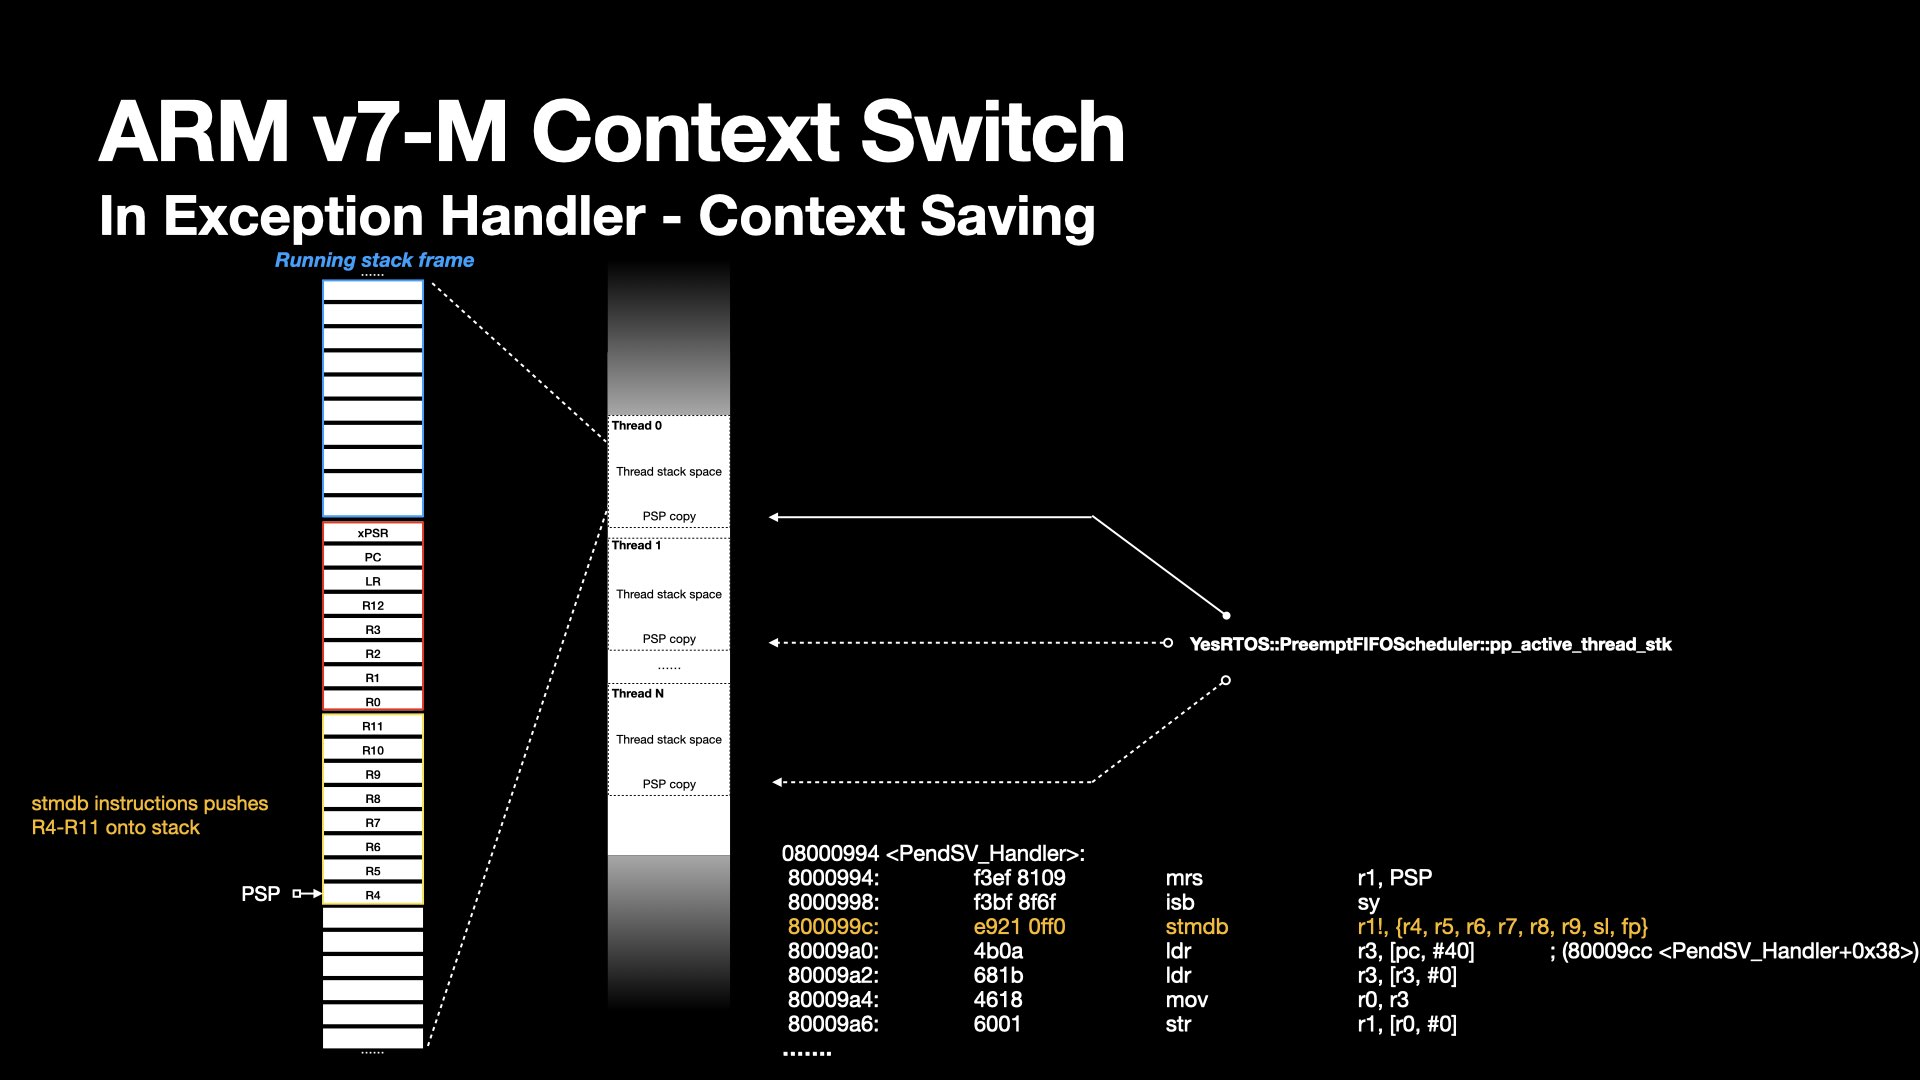 ARM v7-M Context Switch
In Exception Handler - Context Saving
Running stack frame
......
xPSR
PC
LR
R12
R3
R2
R1
R0
R11
R10
R9
R8
R7
R6
R5
R4
......
stmdb instructions pushes
R4-R11 onto stack
PSP
Thread 0
Thread stack space
PSP copy
Thread 1
Thread stack space
PSP copy
......
Thread N
Thread stack space
PSP copy
YesRTOS::PreemptFIFOScheduler::pp_active_thread_stk
08000994 <PendSV_Handler>:
8000994: f3ef 8109 mrs r1, PSP
8000998: f3bf 8f6f isb sy
800099c: e921 0ff0 stmdb r1!, {r4, r5, r6, r7, r8, r9, sl, fp}
80009a0: 4b0a ldr r3, [pc, #40] ; (80009cc <PendSV_Handler+0x38>)
80009a2: 681b ldr r3, [r3, #0]
80009a4: 4618 mov r0, r3
80009a6: 6001 str r1, [r0, #0]
.......